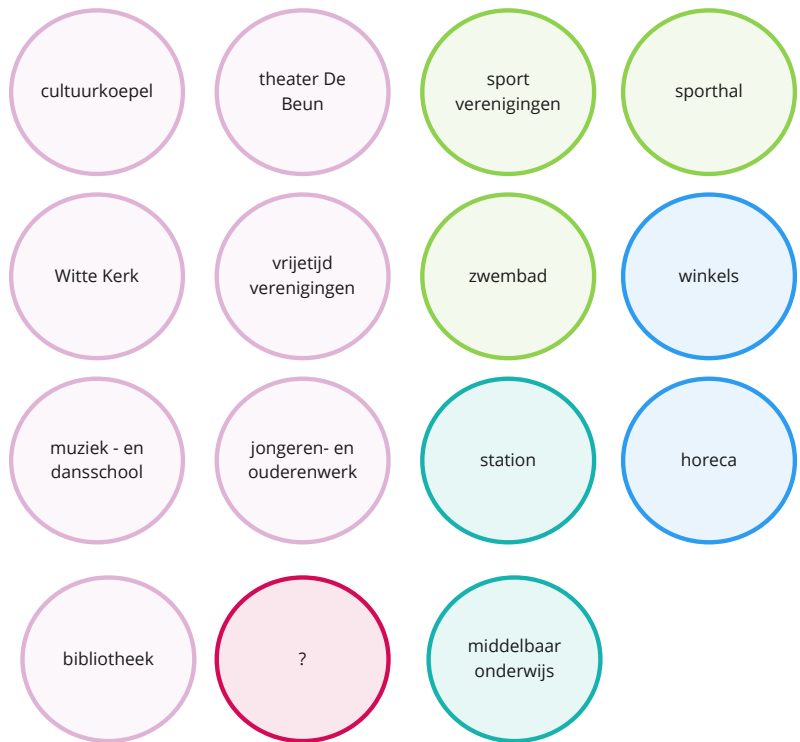 cultuurkoepel
theater De
Beun
sport
verenigingen
sporthal
Witte Kerk
vrijetijd
verenigingen
zwembad
winkels
muziek - en
dansschool
jongeren- en
ouderenwerk
station
horeca
bibliotheek
?
middelbaar
onderwijs